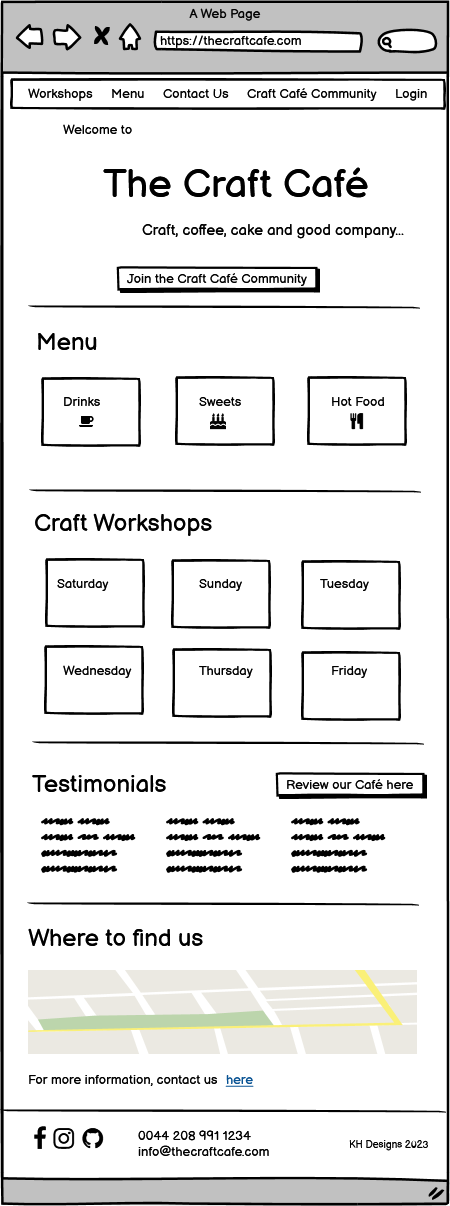 A Web Page
https://thecraftcafe.com
Workshops Menu Contact Us Craft Café Community Login
Welcome to
The Craft Café
Craft, coffee, cake and good company...
Join the Craft Café Community
Menu
Drinks Sweets Hot Food
Craft Workshops
Saturday Sunday Tuesday
Wednesday Thursday Friday
Testimonials
Review our Café here
Where to find us
For more information, contact us here
0044 208 991 1234
info@thecraftcafe.com
KH Designs 2023